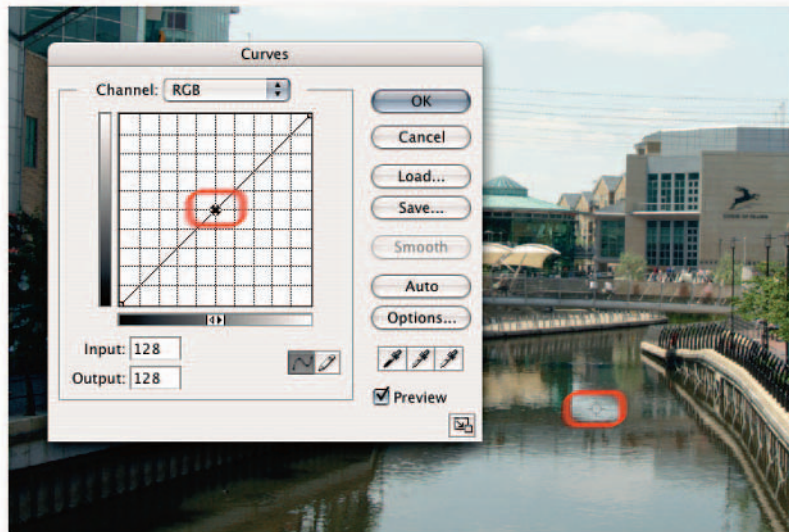 Curves
Channel: RGB
OK
Cancel
Load...
Save...
Smooth
Auto
Options...
Input: 128
Output: 128
Preview